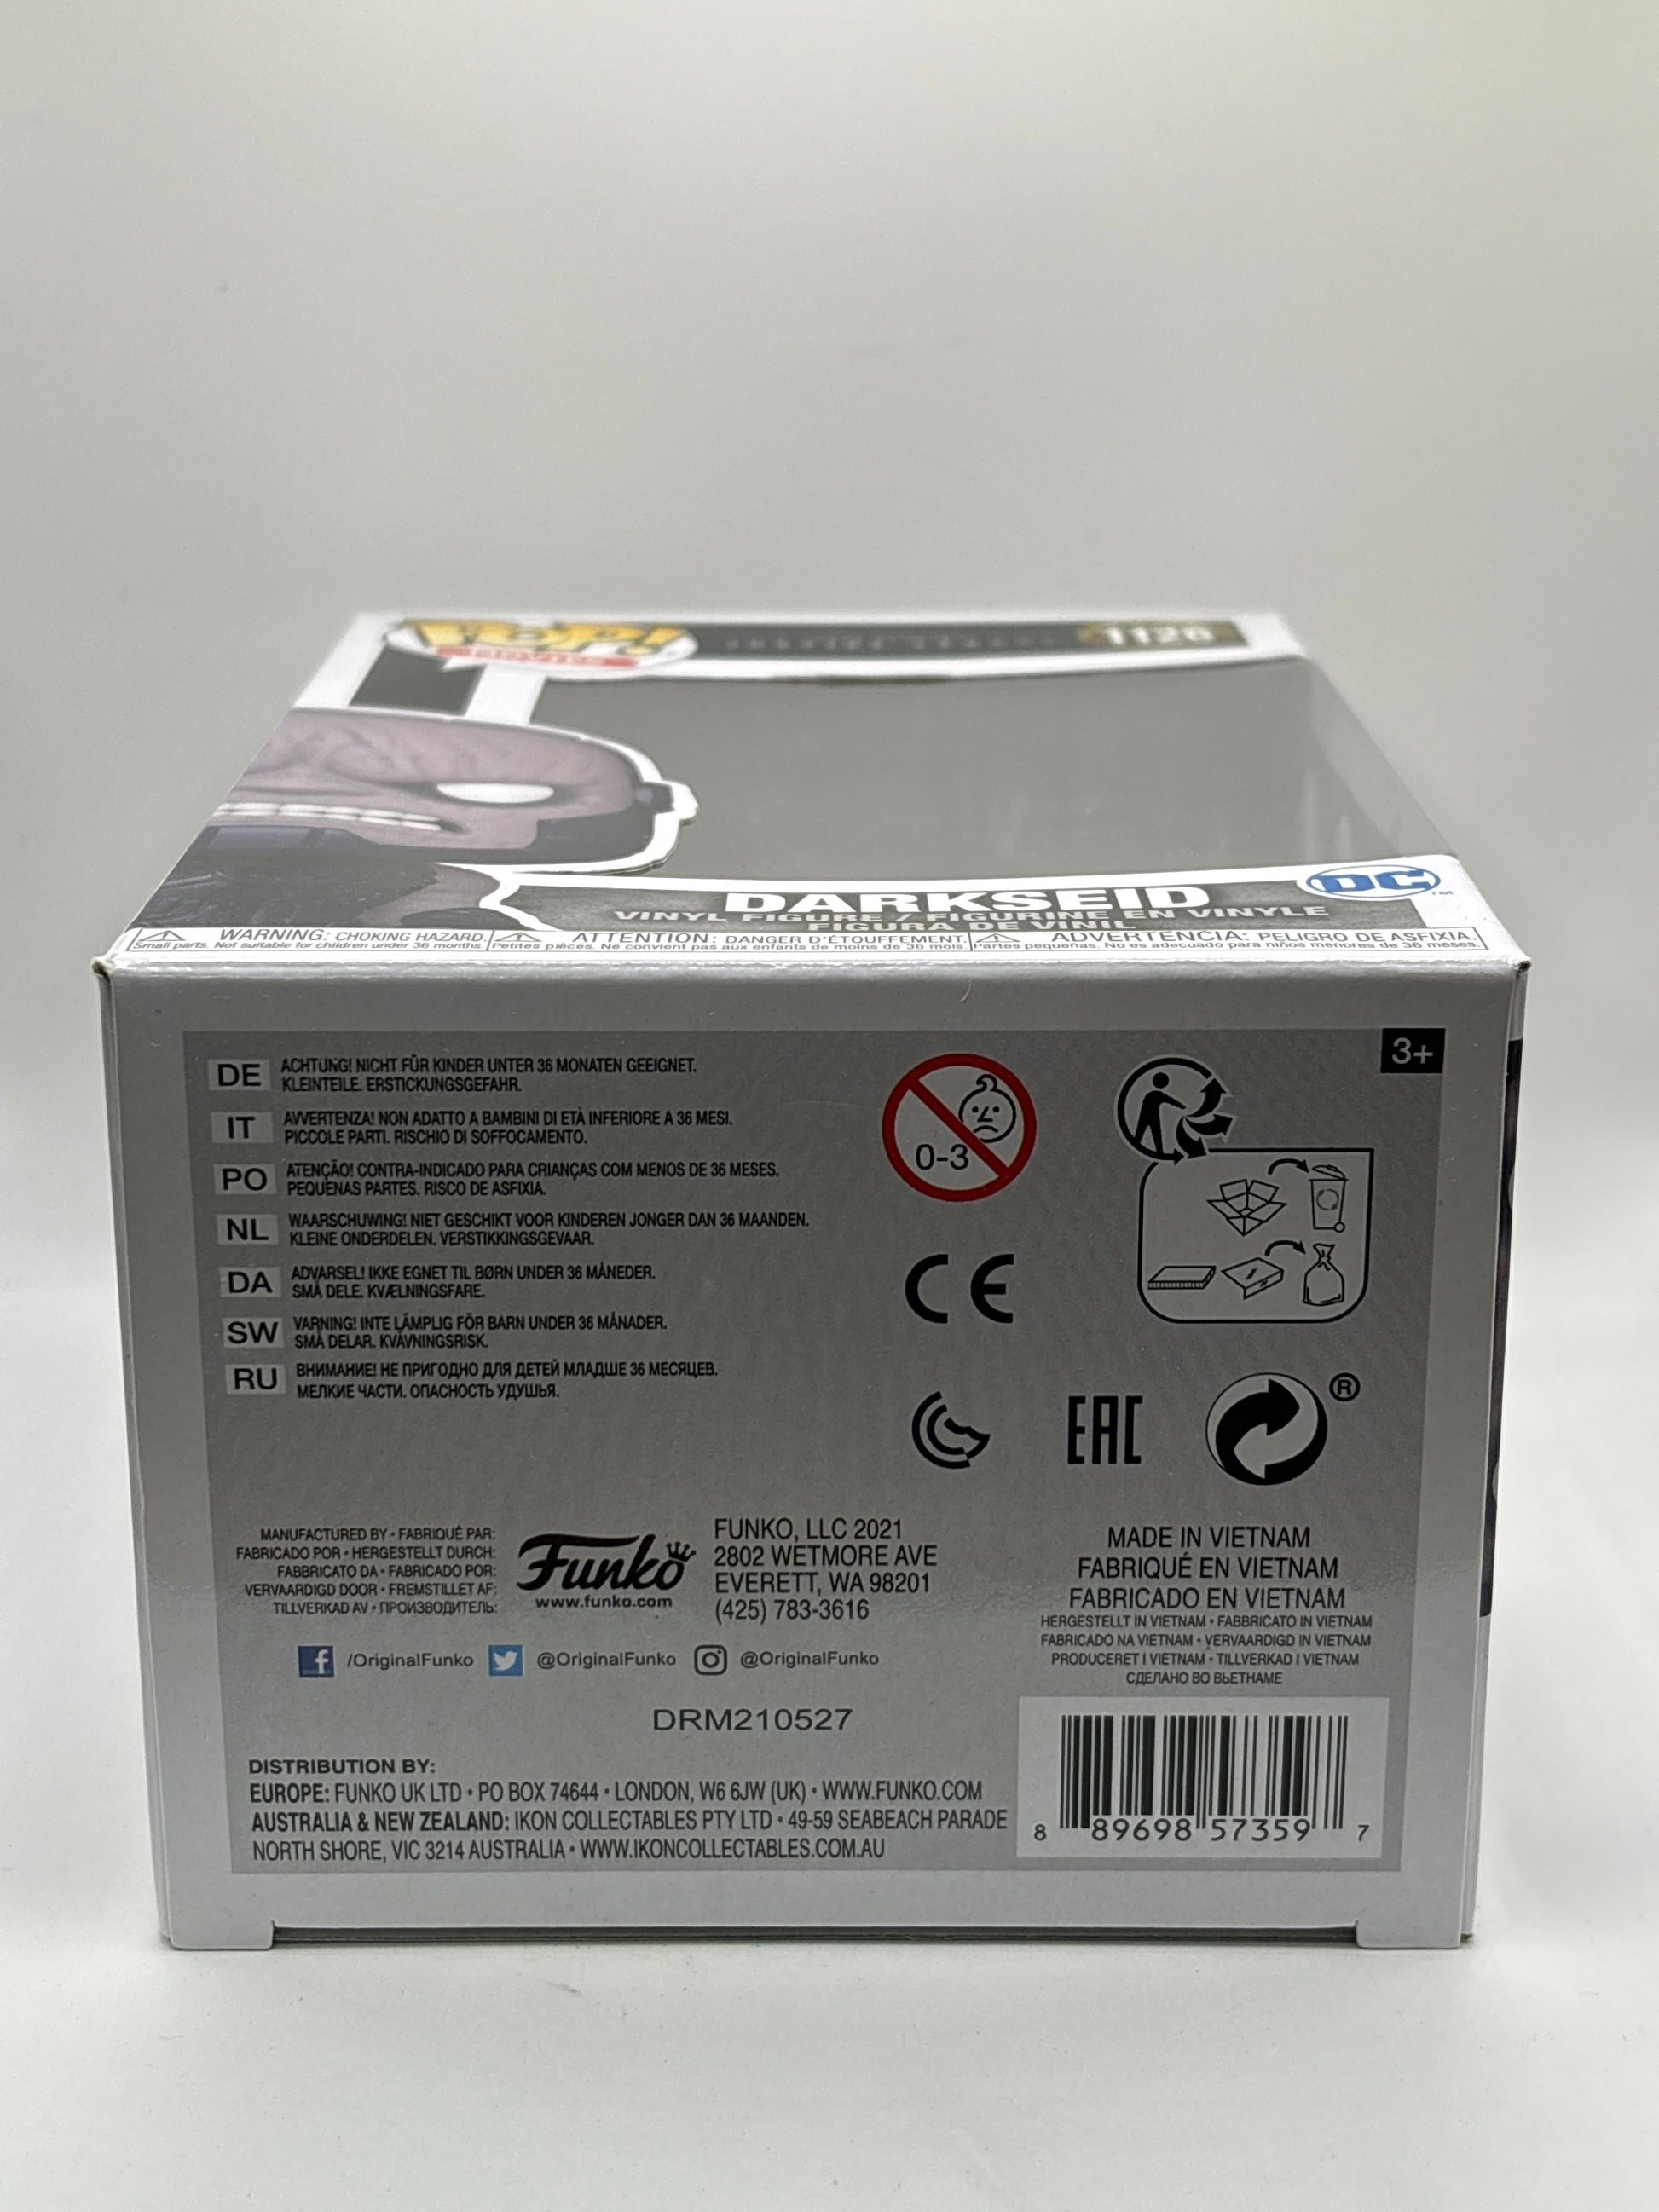 POP!
MOVIES
1126
DC
TM
DARKSEID
VINYL FIGURE / FIGURINE EN VINYLE
FIGURA DE VINIL
WARNING: CHOKING HAZARD.
Small parts. Not suitable for children under 36 months.
ATTENTION: DANGER D'ÉTOUFFEMENT.
Petites pièces. Ne convient pas aux enfants de moins de 36 mois.
ADVERTENCIA: PELIGRO DE ASFIXIA.
Partes pequeñas. No es adecuado para niños menores de 36 meses.
3+
DE ACHTUNG! NICHT FÜR KINDER UNTER 36 MONATEN GEEIGNET.
KLEINTEILE. ERSTICKUNGSGEFAHR.
IT AVVERTENZA! NON ADATTO A BAMBINI DI ETÀ INFERIORE A 36 MESI.
PICCOLE PARTI. RISCHIO DI SOFFOCAMENTO.
PO ATENÇÃO! CONTRA-INDICADO PARA CRIANÇAS COM MENOS DE 36 MESES.
PEQUENAS PARTES. RISCO DE ASFIXIA.
NL WAARSCHUWING! NIET GESCHIKT VOOR KINDEREN JONGER DAN 36 MAANDEN.
KLEINE ONDERDELEN. VERSTIKKINGSGEVAAR.
DA ADVARSEL! IKKE EGNET TIL BØRN UNDER 36 MÅNEDER.
SMÅ DELE. KVÆLNINGSFARE.
SW VARNING! INTE LÄMPLIG FÖR BARN UNDER 36 MÅNADER.
SMÅ DELAR. KVÄVNINGSRISK.
RU ВНИМАНИЕ! НЕ ПРИГОДНО ДЛЯ ДЕТЕЙ МЛАДШЕ 36 МЕСЯЦЕВ.
МЕЛКИЕ ЧАСТИ. ОПАСНОСТЬ УДУШЬЯ.
0-3
CE
EAC
®
MANUFACTURED BY • FABRIQUÉ PAR:
FABRICADO POR • HERGESTELLT DURCH:
FABBRICATO DA • FABRICADO POR:
VERVAARDIGD DOOR • FREMSTILLET AF:
TILLVERKAD AV • ПРОИЗВОДИТЕЛЬ:
Funko
www.funko.com
FUNKO, LLC 2021
2802 WETMORE AVE
EVERETT, WA 98201
(425) 783-3616
MADE IN VIETNAM
FABRIQUÉ EN VIETNAM
FABRICADO EN VIETNAM
HERGESTELLT IN VIETNAM • FABBRICATO IN VIETNAM
FABRICADO NA VIETNAM • VERVAARDIGD IN VIETNAM
PRODUCERET I VIETNAM • TILLVERKAD I VIETNAM
СДЕЛАНО ВО ВЬЕТНАМЕ
f /OriginalFunko @OriginalFunko @OriginalFunko
DRM210527
DISTRIBUTION BY:
EUROPE: FUNKO UK LTD • PO BOX 74644 • LONDON, W6 6JW (UK) • WWW.FUNKO.COM
AUSTRALIA & NEW ZEALAND: IKON COLLECTABLES PTY LTD • 49-59 SEABEACH PARADE
NORTH SHORE, VIC 3214 AUSTRALIA • WWW.IKONCOLLECTABLES.COM.AU
8 89698 57359 7